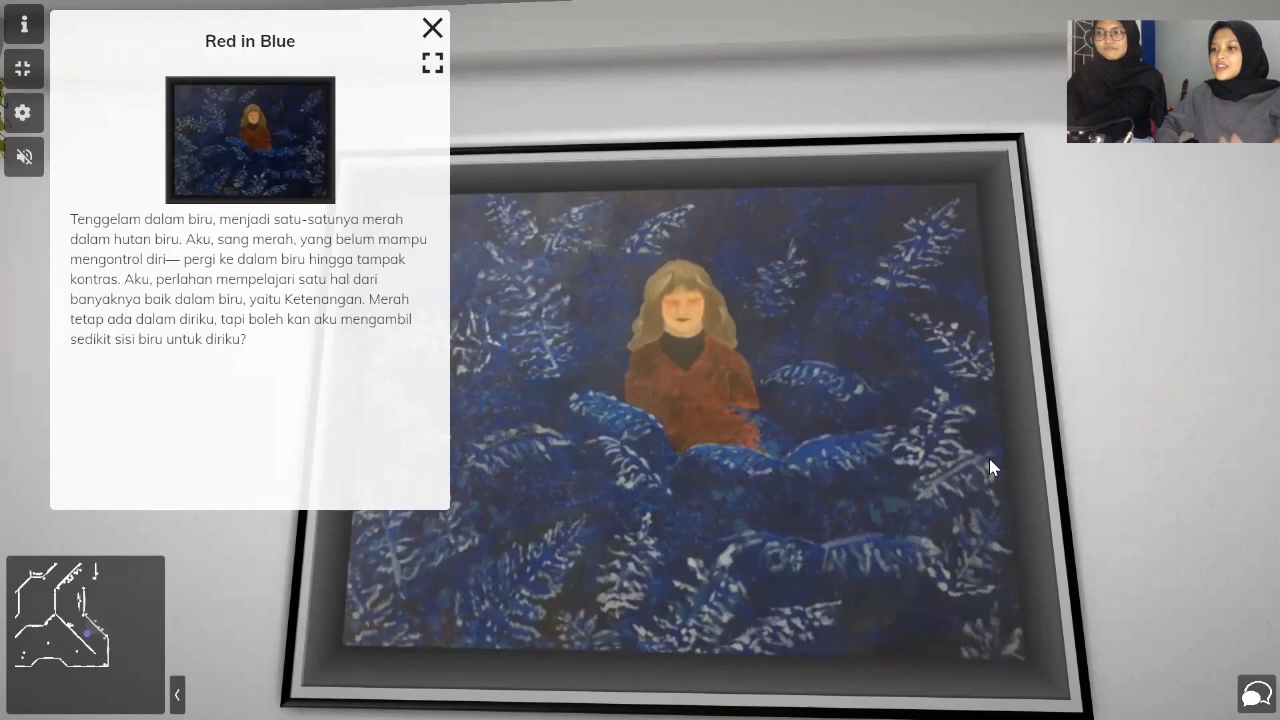 Red in Blue
Tenggelam dalam biru, menjadi satu-satunya merah
dalam hutan biru. Aku, sang merah, yang belum mampu
mengontrol diri— pergi ke dalam biru hingga tampak
kontras. Aku, perlahan mempelajari satu hal dari
banyaknya baik dalam biru, yaitu Ketenangan. Merah
tetap ada dalam diriku, tapi boleh kan aku mengambil
sedikit sisi biru untuk diriku?